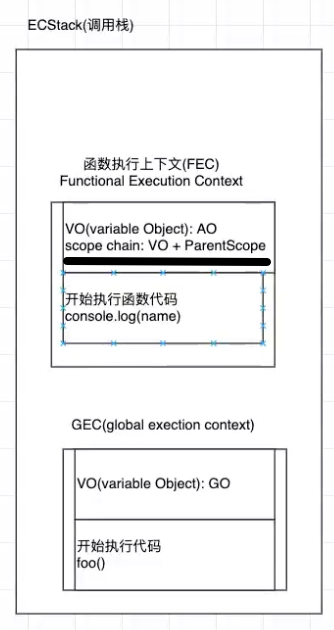 ECStack(调用栈)
函数执行上下文(FEC)
Functional Execution Context
VO(variable Object): AO
scope chain: VO + ParentScope
开始执行函数代码
console.log(name)
GEC(global exection context)
VO(variable Object): GO
开始执行代码
foo()